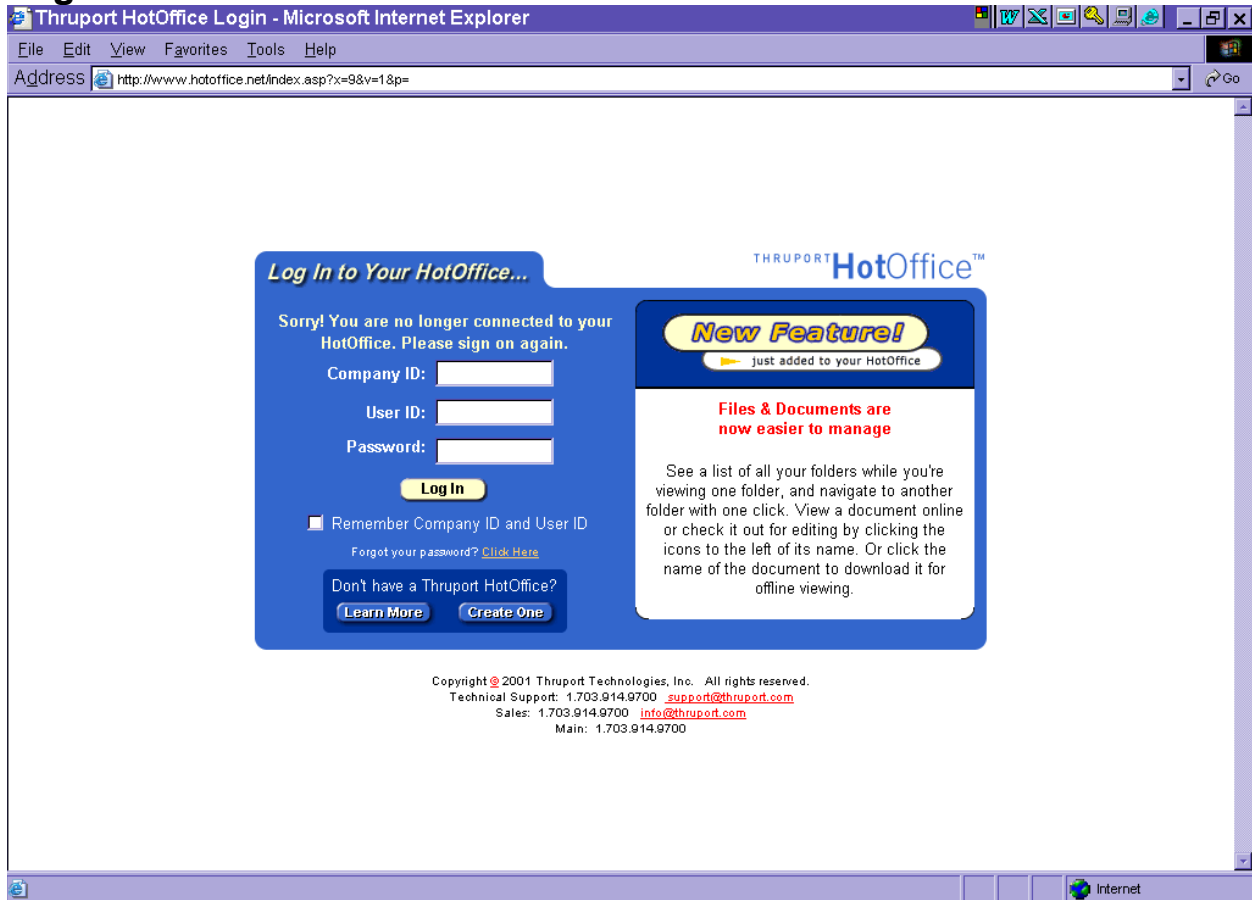 Thruport HotOffice Login - Microsoft Internet Explorer
File Edit View Favorites Tools Help
Address http://www.hotoffice.net/index.asp?x=9&v=1&p= Go
Log In to Your HotOffice...
THRUPORT HotOffice™
Sorry! You are no longer connected to your
HotOffice. Please sign on again.
Company ID:
User ID:
Password:
Log In
Remember Company ID and User ID
Forgot your password? Click Here
Don't have a Thruport HotOffice?
Learn More Create One
New Feature!
just added to your HotOffice
Files & Documents are
now easier to manage
See a list of all your folders while you're
viewing one folder, and navigate to another
folder with one click. View a document online
or check it out for editing by clicking the
icons to the left of its name. Or click the
name of the document to download it for
offline viewing.
Copyright © 2001 Thruport Technologies, Inc. All rights reserved.
Technical Support: 1.703.914.9700 support@thruport.com
Sales: 1.703.914.9700 info@thruport.com
Main: 1.703.914.9700
Internet